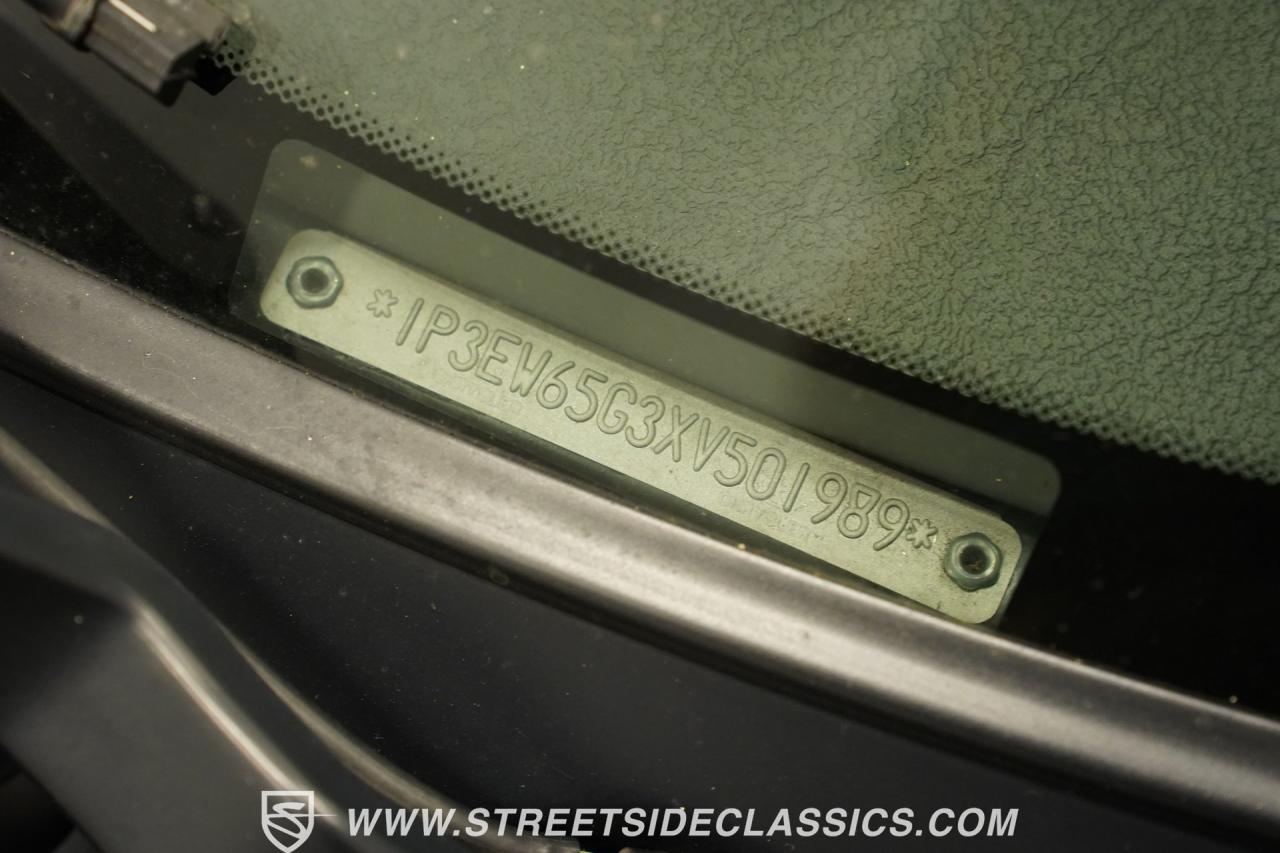 *1P3EW65G3XV501989*
WWW.STREETSIDECLASSICS.COM